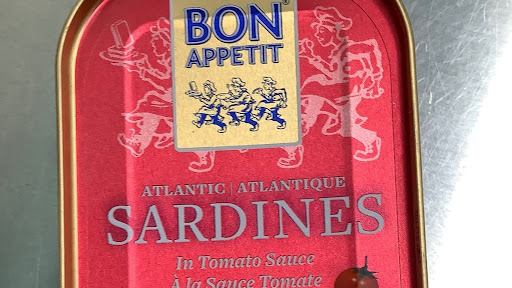 BON
APPETIT
ATLANTIC | ATLANTIQUE
SARDINES
In Tomato Sauce
À la Sauce Tomate